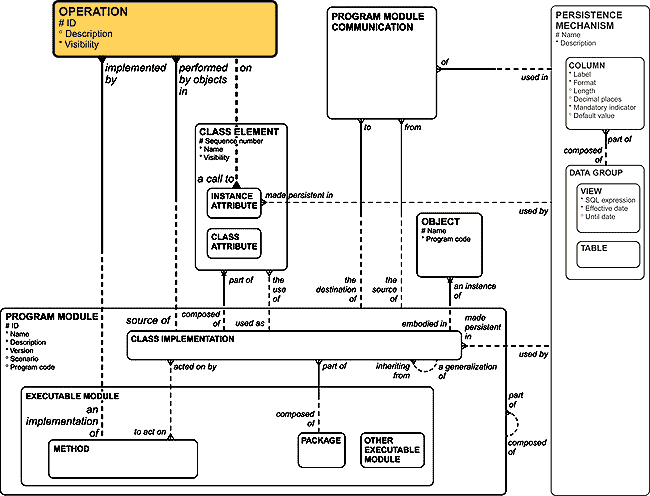 OPERATION
# ID
° Description
* Visibility
PROGRAM MODULE
COMMUNICATION
PERSISTENCE
MECHANISM
# Name
* Description
COLUMN
* Label
* Format
° Length
° Decimal places
* Mandatory indicator
° Default value
implemented
by
performed
by objects
in
on
of
used in
to
from
part of
composed
of
CLASS ELEMENT
# Sequence number
* Name
* Visibility
a call to
INSTANCE
ATTRIBUTE
made persistent in
used by
CLASS
ATTRIBUTE
OBJECT
# Name
* Program code
DATA GROUP
VIEW
* SQL expression
* Effective date
° Until date
TABLE
part of
the
use
of
the
destination
of
the
source
of
an instance
of
PROGRAM MODULE
# ID
* Name
* Description
* Version
° Scenario
° Program code
source of
composed
of
used as
embodied in
made
persistent
in
CLASS IMPLEMENTATION
used by
acted on by
part of
inheriting
from
a generalization
of
EXECUTABLE MODULE
an
implementation
of
to act on
composed
of
part
of
composed
of
METHOD
PACKAGE
OTHER
EXECUTABLE
MODULE